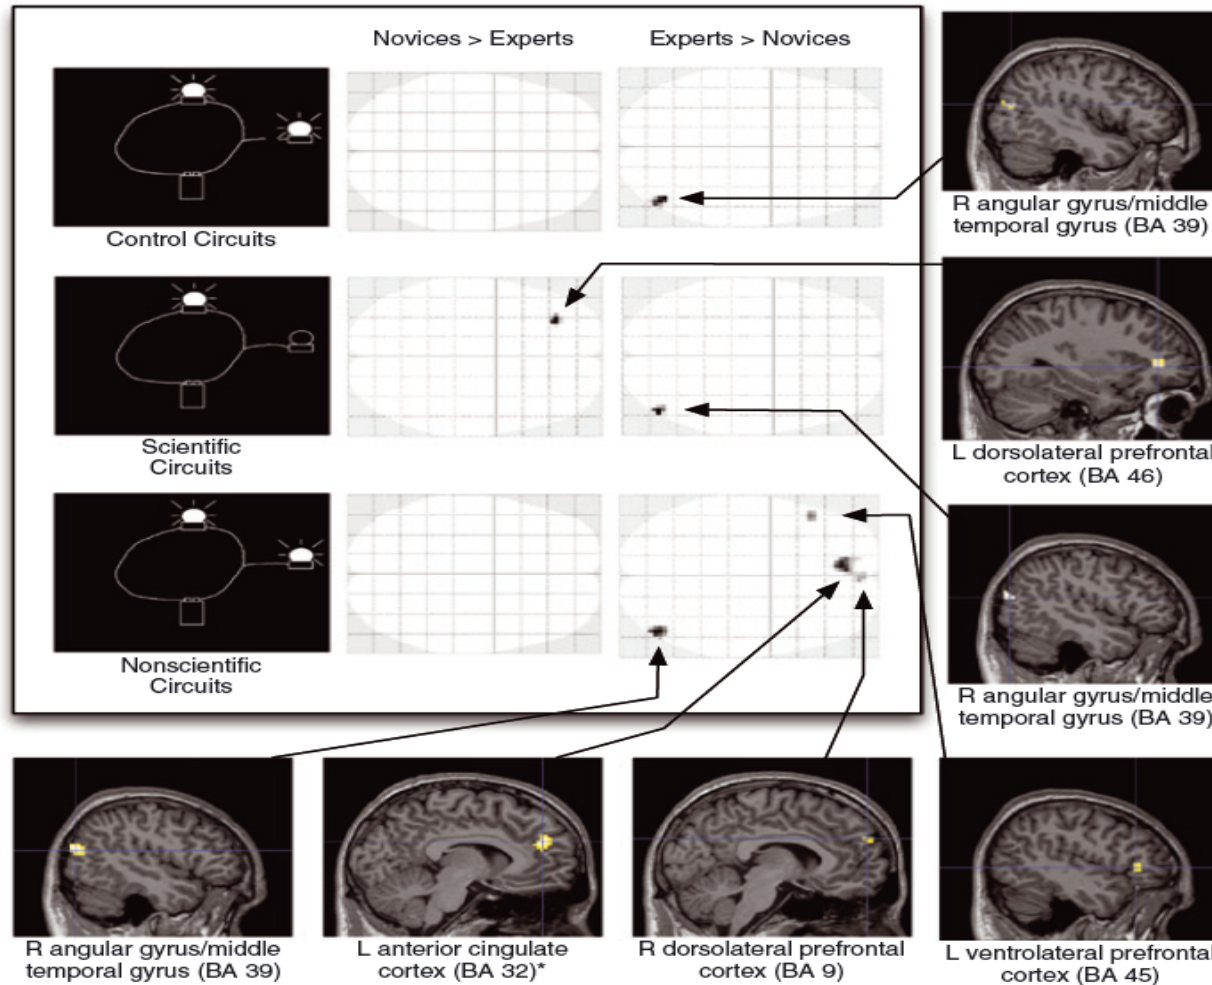 Novices > Experts
Experts > Novices
Control Circuits
R angular gyrus/middle
temporal gyrus (BA 39)
Scientific
Circuits
L dorsolateral prefrontal
cortex (BA 46)
Nonscientific
Circuits
R angular gyrus/middle
temporal gyrus (BA 39)
R angular gyrus/middle
temporal gyrus (BA 39)
L anterior cingulate
cortex (BA 32)*
R dorsolateral prefrontal
cortex (BA 9)
L ventrolateral prefrontal
cortex (BA 45)